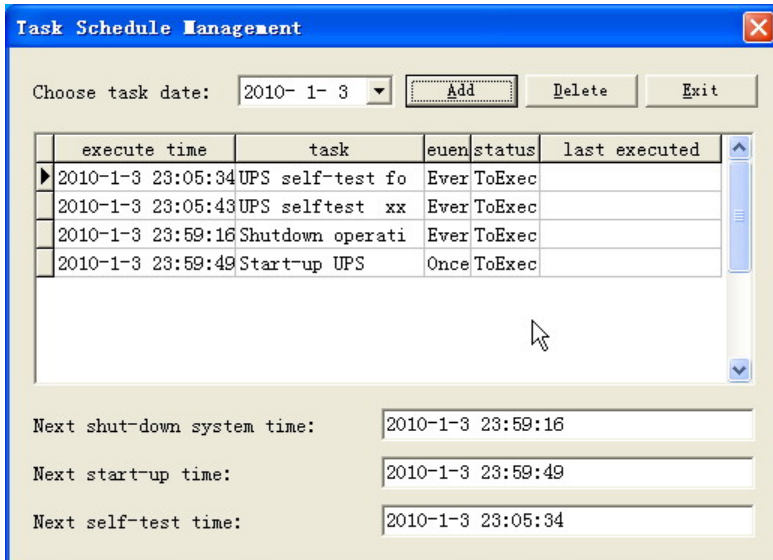 Task Schedule Management
Choose task date: 2010- 1- 3 Add Delete Exit
execute time task euen status last executed
2010-1-3 23:05:34 UPS self-test fo Ever ToExec
2010-1-3 23:05:43 UPS selftest xx Ever ToExec
2010-1-3 23:59:16 Shutdown operati Ever ToExec
2010-1-3 23:59:49 Start-up UPS Once ToExec
Next shut-down system time: 2010-1-3 23:59:16
Next start-up time: 2010-1-3 23:59:49
Next self-test time: 2010-1-3 23:05:34